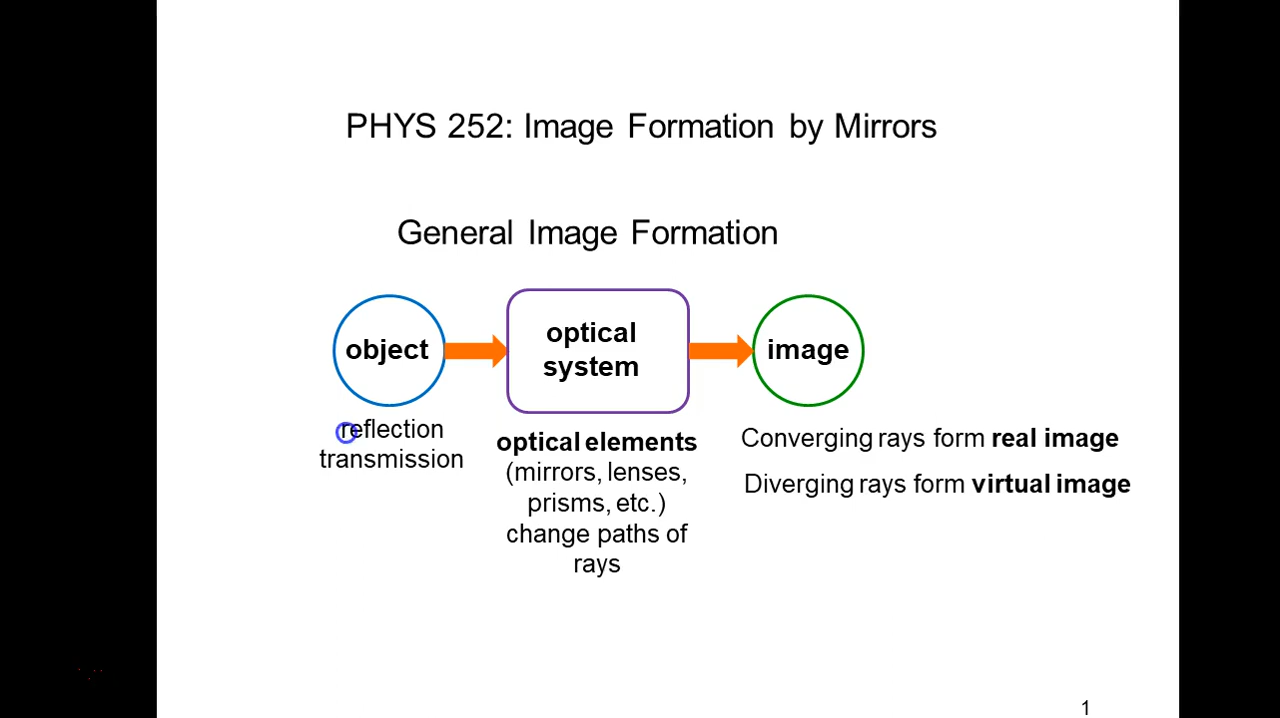 PHYS 252: Image Formation by Mirrors
General Image Formation
object
optical
system
image
reflection
transmission
optical elements
(mirrors, lenses,
prisms, etc.)
change paths of
rays
Converging rays form real image
Diverging rays form virtual image
1